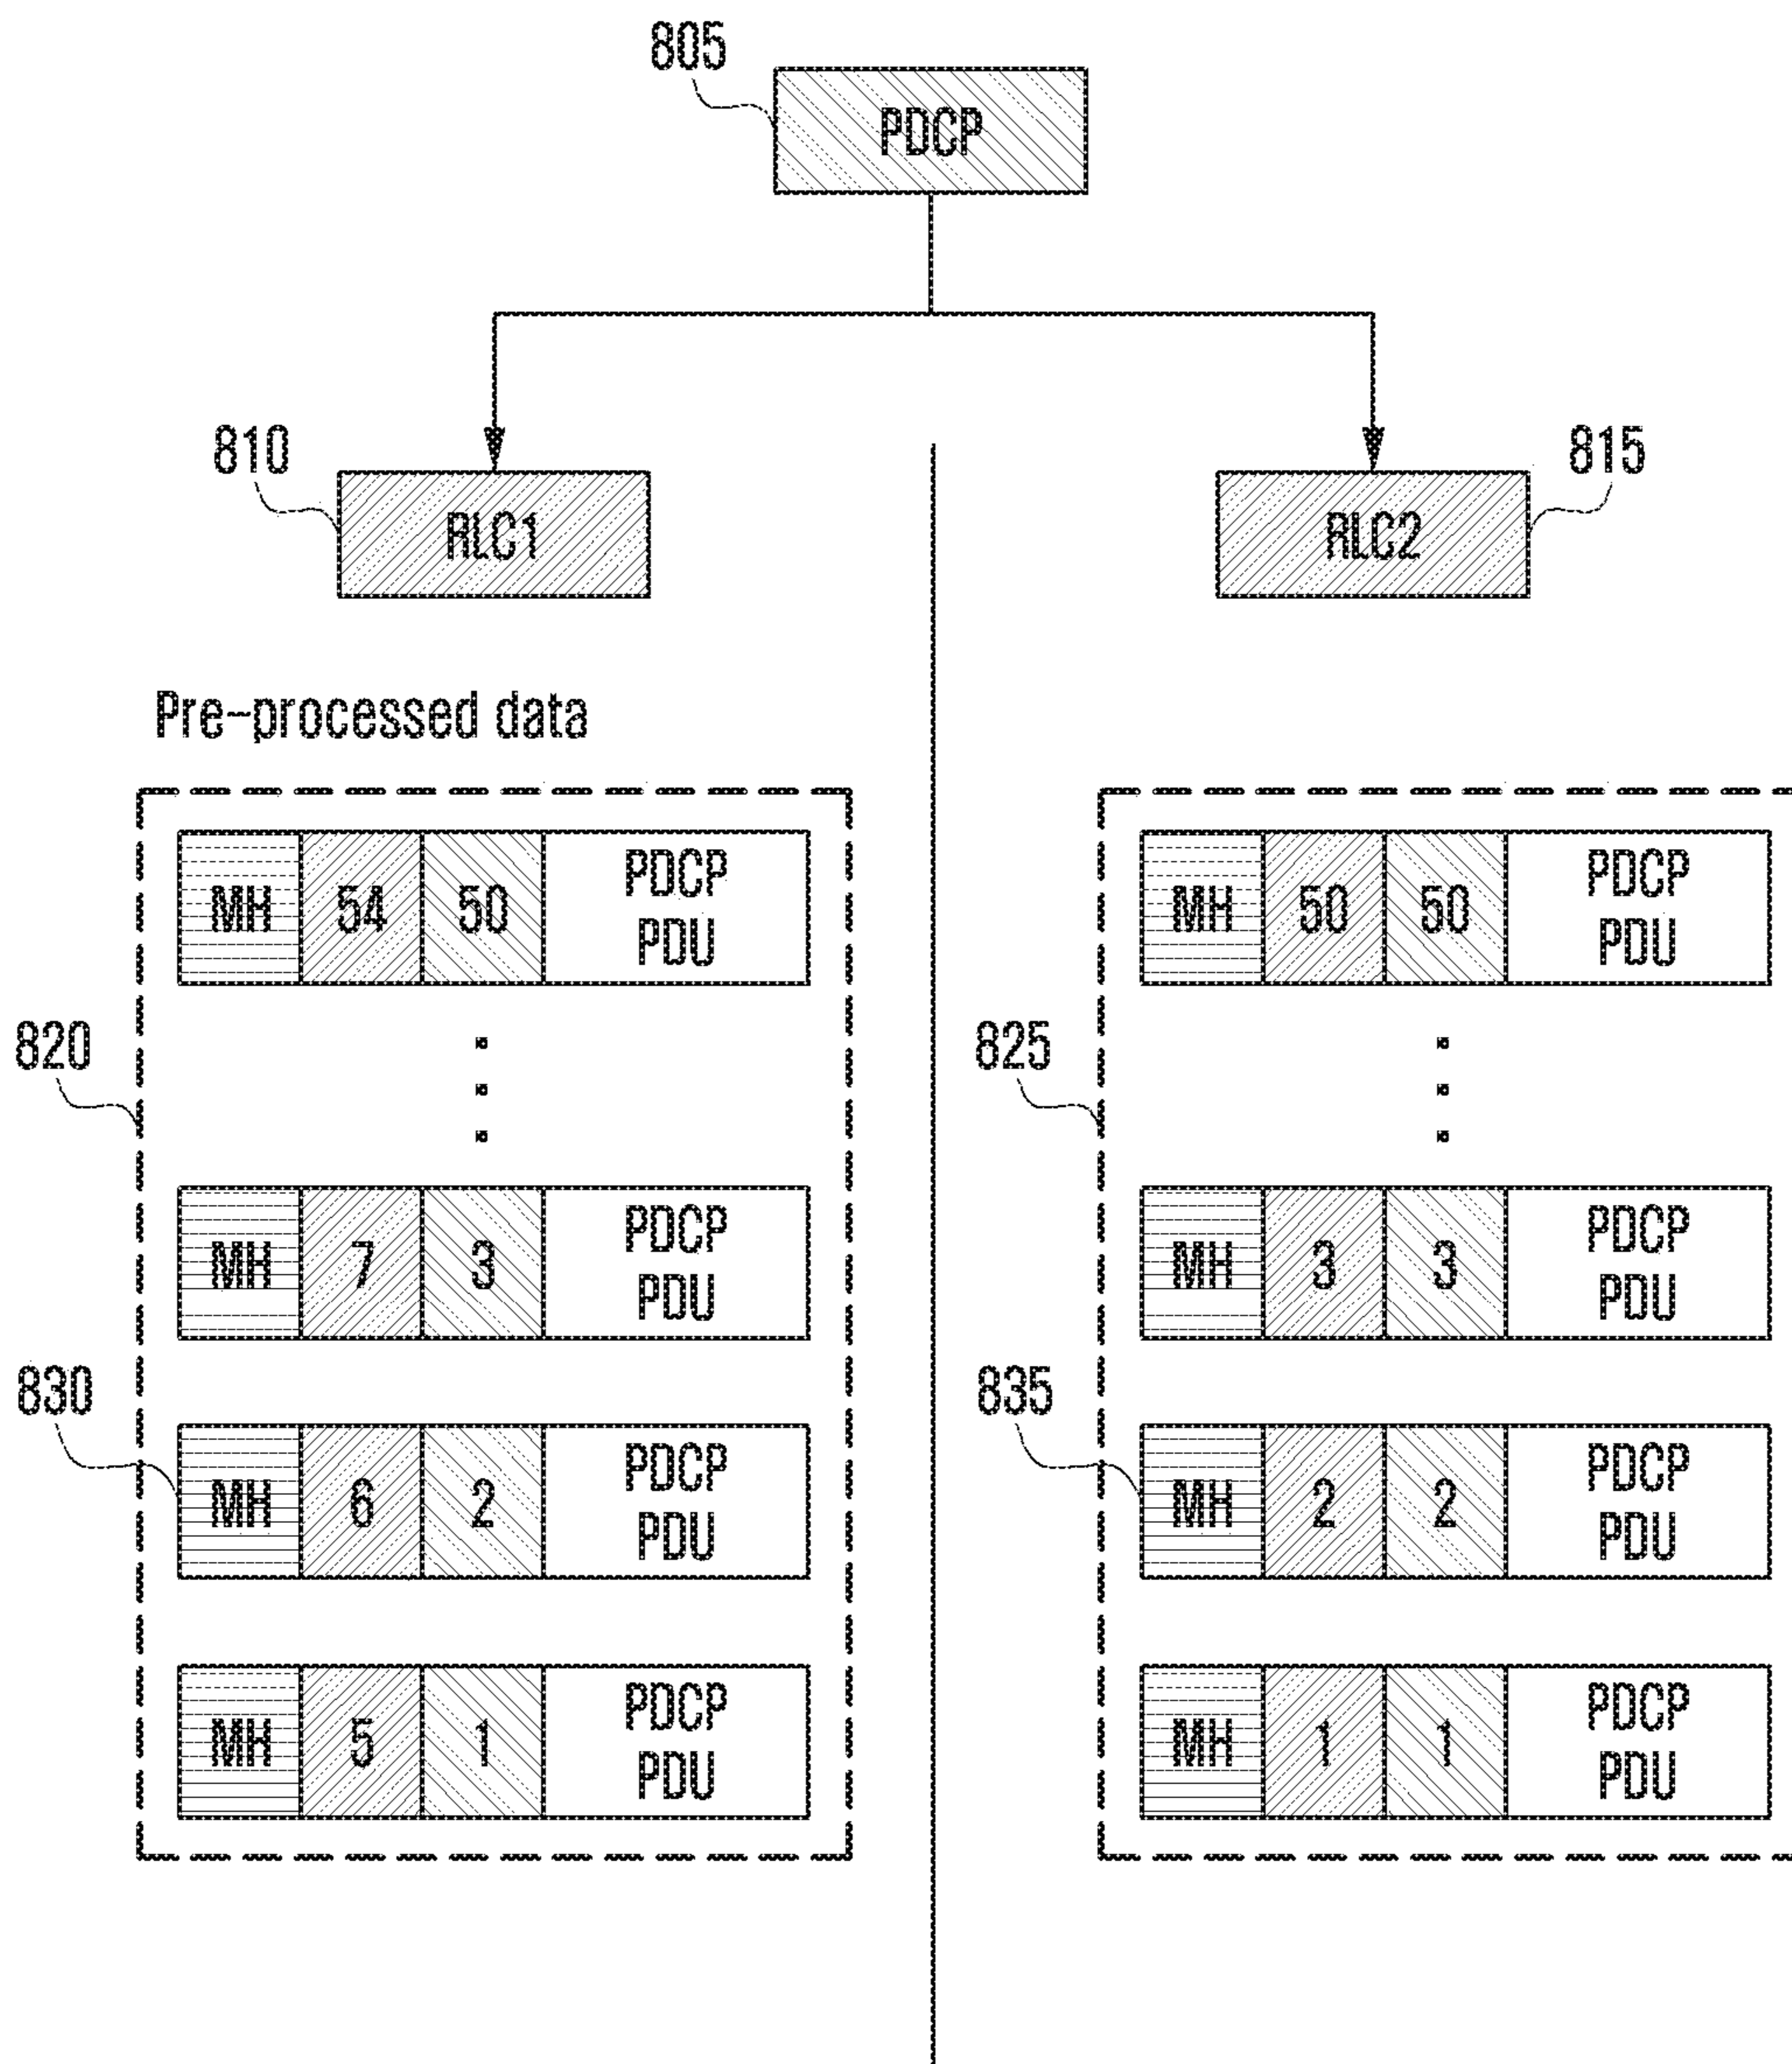 805
PDCP
810
RLC1
815
RLC2
Pre-processed data
820
MH 54 50 PDCP PDU
MH 7 3 PDCP PDU
830
MH 6 2 PDCP PDU
MH 5 1 PDCP PDU
825
MH 50 50 PDCP PDU
MH 3 3 PDCP PDU
835
MH 2 2 PDCP PDU
MH 1 1 PDCP PDU